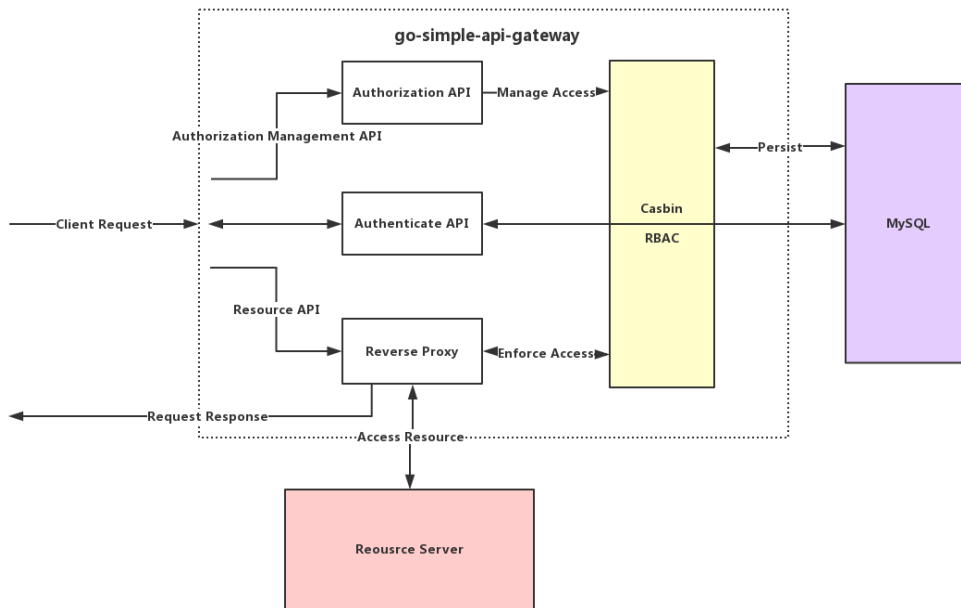 go-simple-api-gateway
Authorization API
Manage Access
Authorization Management API
Persist
Client Request
Authenticate API
Casbin
RBAC
MySQL
Resource API
Reverse Proxy
Enforce Access
Request Response
Access Resource
Reousrce Server